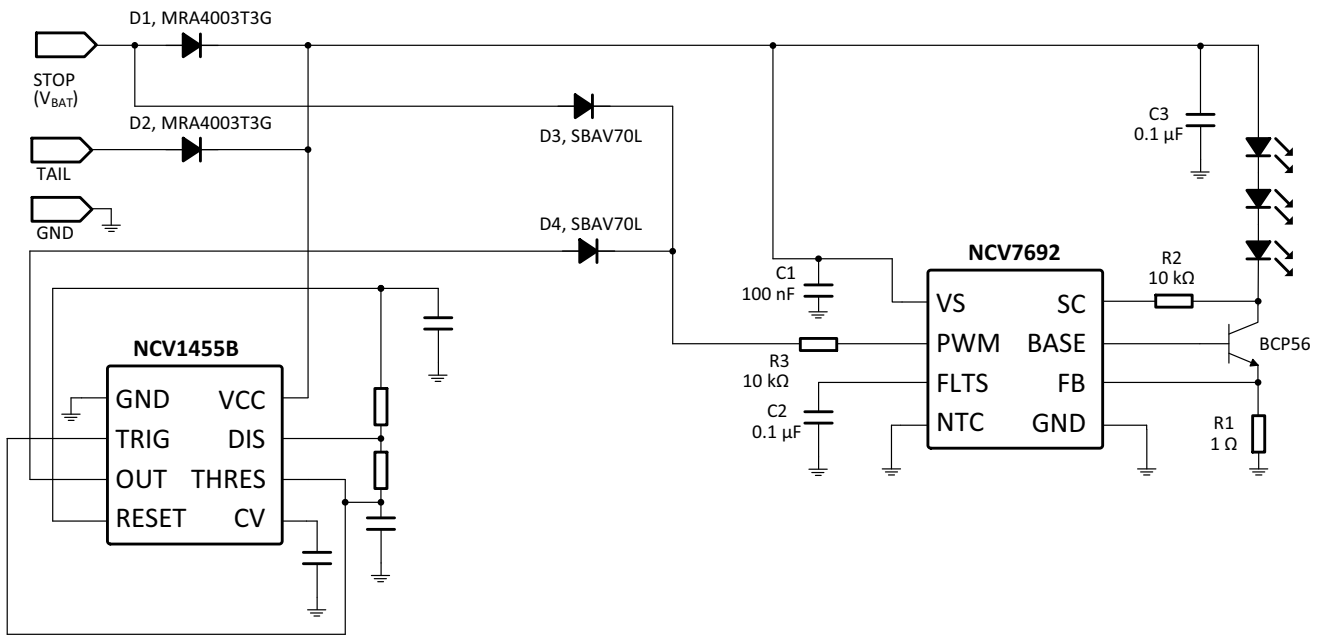 D1, MRA4003T3G
STOP
(VBAT)
D2, MRA4003T3G
TAIL
GND
D3, SBAV70L
D4, SBAV70L
C3
0.1 µF
NCV7692
C1
100 nF
R2
10 kΩ
VS
SC
PWM
BASE
BCP56
R3
10 kΩ
FLTS
FB
C2
0.1 µF
NTC
GND
R1
1 Ω
NCV1455B
GND
VCC
TRIG
DIS
OUT
THRES
RESET
CV